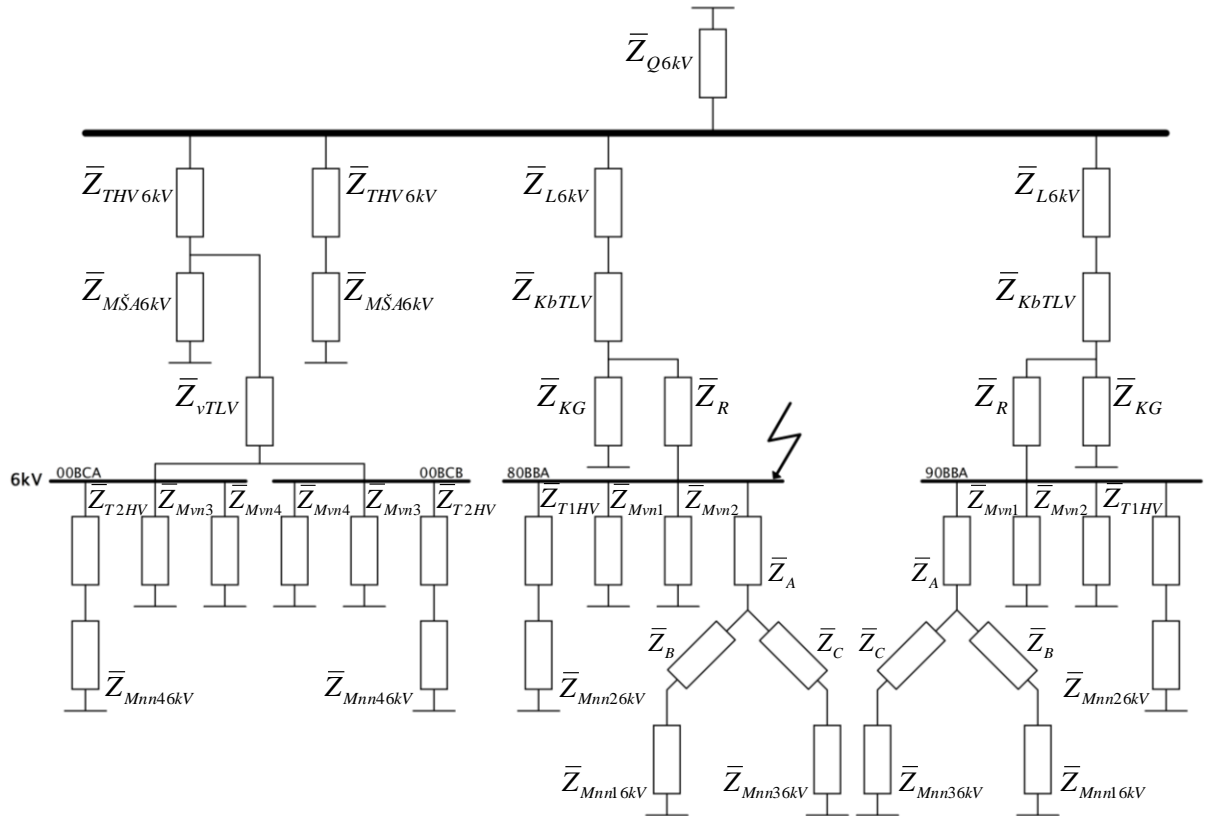 Z̅Q6kV
Z̅THV6kV
Z̅THV6kV
Z̅L6kV
Z̅L6kV
Z̅MŠA6kV
Z̅MŠA6kV
Z̅KbTLV
Z̅KbTLV
Z̅vTLV
Z̅KG
Z̅R
Z̅R
Z̅KG
6kV
00BCA
00BCB
80BBA
90BBA
Z̅T2HV
Z̅Mvn3
Z̅Mvn4
Z̅Mvn4
Z̅Mvn3
Z̅T2HV
Z̅T1HV
Z̅Mvn1
Z̅Mvn2
Z̅Mvn1
Z̅Mvn2
Z̅T1HV
Z̅A
Z̅A
Z̅B
Z̅C
Z̅C
Z̅B
Z̅Mnn46kV
Z̅Mnn46kV
Z̅Mnn26kV
Z̅Mnn26kV
Z̅Mnn16kV
Z̅Mnn36kV
Z̅Mnn36kV
Z̅Mnn16kV